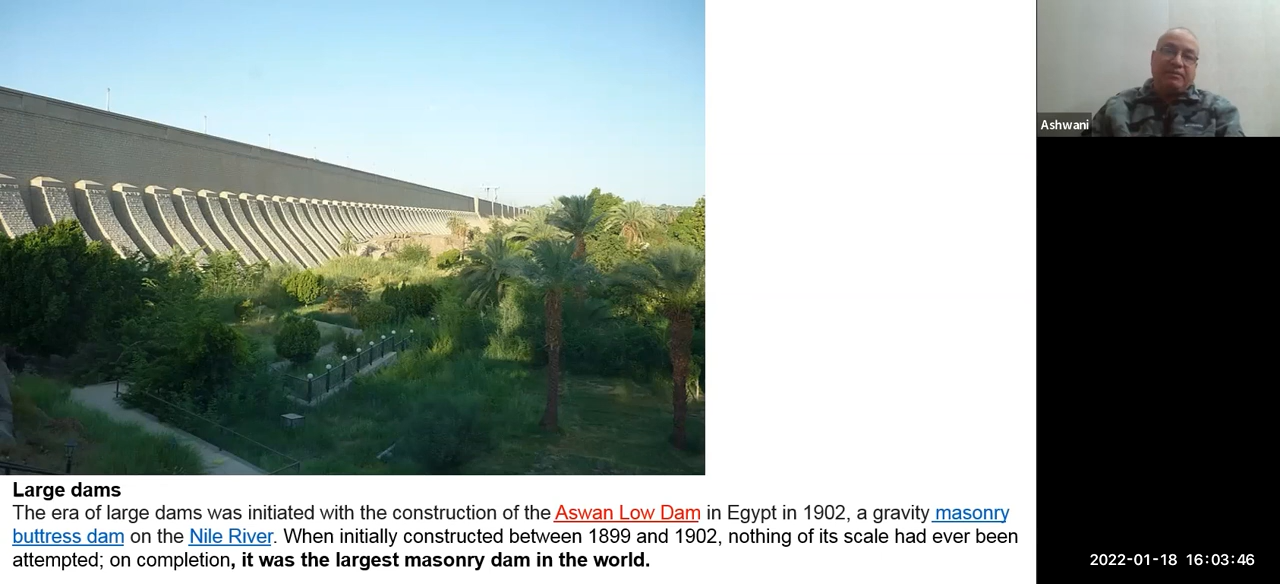 Ashwani
Large dams
The era of large dams was initiated with the construction of the Aswan Low Dam in Egypt in 1902, a gravity masonry
buttress dam on the Nile River. When initially constructed between 1899 and 1902, nothing of its scale had ever been
attempted; on completion, it was the largest masonry dam in the world.
2022-01-18 16:03:46